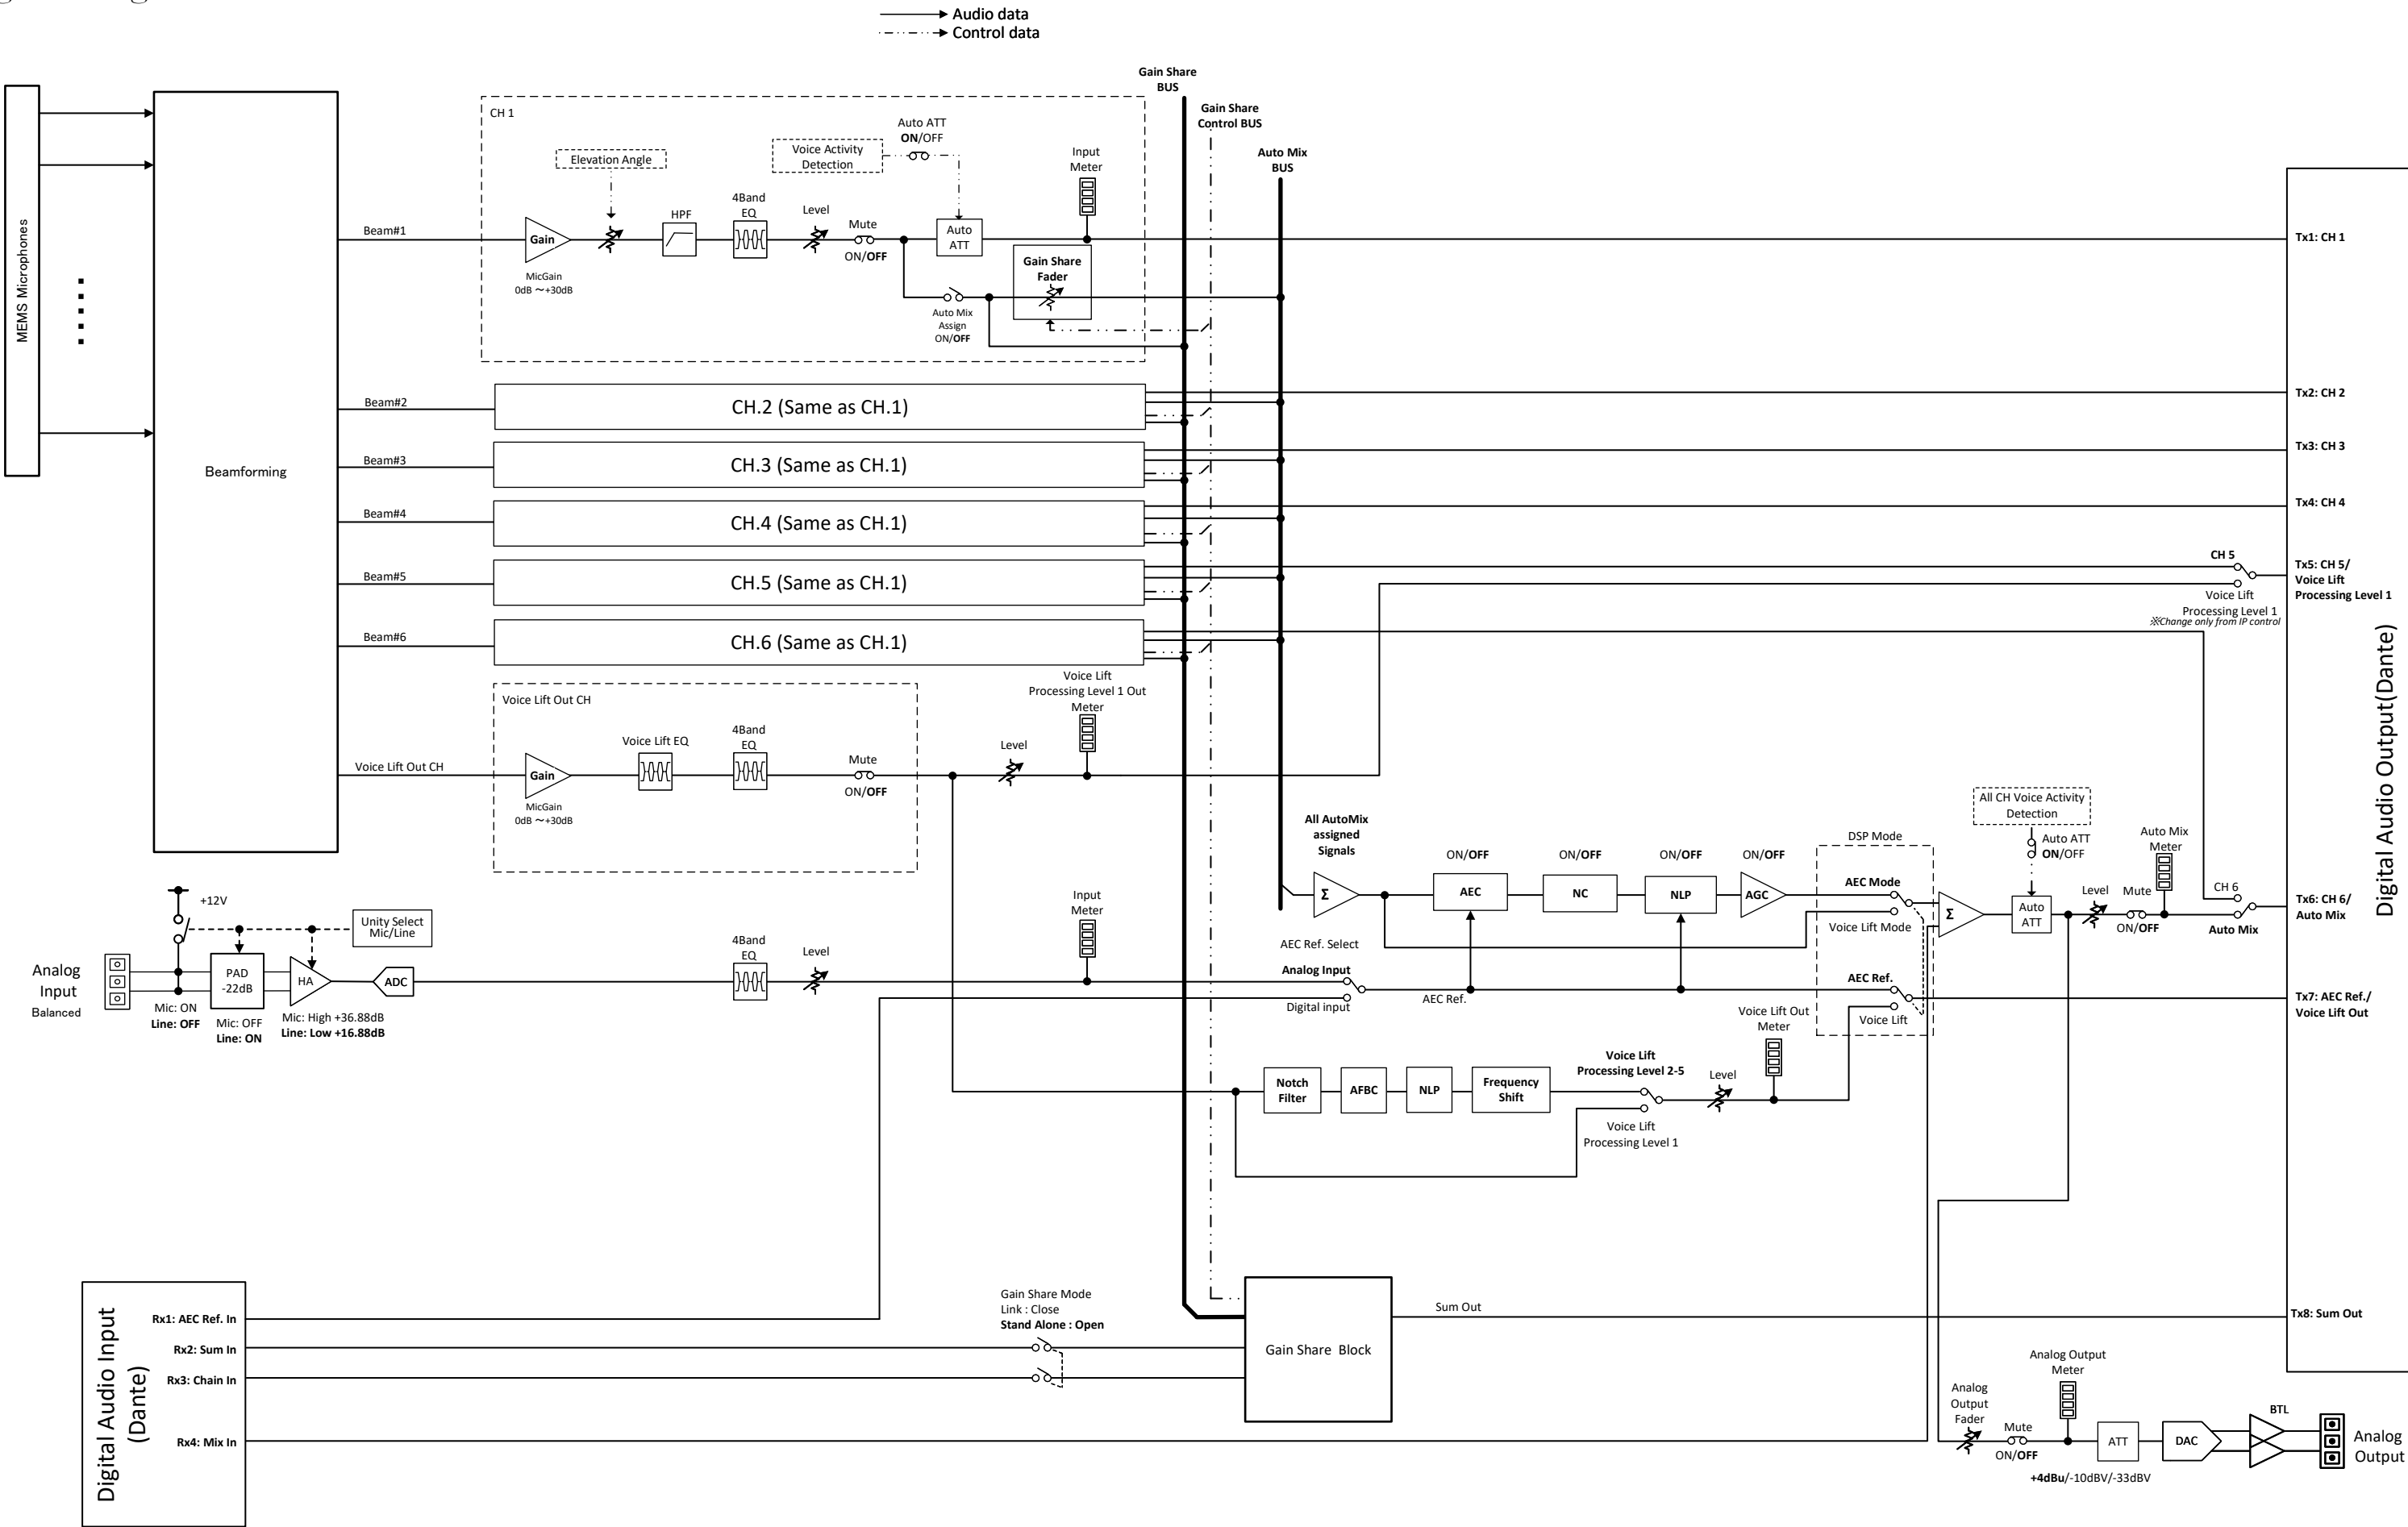 Audio data
Control data
Gain Share
BUS
Gain Share
Control BUS
Auto Mix
BUS
MEMS Microphones
Beamforming
CH 1
Beam#1
Elevation Angle
Voice Activity
Detection
Auto ATT
ON/OFF
Input
Meter
Gain
MicGain
0dB ～+30dB
HPF
4Band
EQ
Level
Mute
ON/OFF
Auto
ATT
Gain Share
Fader
Auto Mix
Assign
ON/OFF
Tx1: CH 1
Beam#2
CH.2 (Same as CH.1)
Tx2: CH 2
Beam#3
CH.3 (Same as CH.1)
Tx3: CH 3
Beam#4
CH.4 (Same as CH.1)
Tx4: CH 4
Beam#5
CH.5 (Same as CH.1)
CH 5
Voice Lift
Processing Level 1
※Change only from IP control
Tx5: CH 5/
Voice Lift
Processing Level 1
Beam#6
CH.6 (Same as CH.1)
Digital Audio Output(Dante)
Voice Lift Out CH
Voice Lift Out CH
Gain
MicGain
0dB ～+30dB
Voice Lift EQ
4Band
EQ
Mute
ON/OFF
Level
Voice Lift
Processing Level 1 Out
Meter
All AutoMix
assigned
Signals
Σ
ON/OFF
AEC
ON/OFF
NC
ON/OFF
NLP
ON/OFF
AGC
DSP Mode
AEC Mode
Voice Lift Mode
Σ
All CH Voice Activity
Detection
Auto ATT
ON/OFF
Auto
ATT
Level
Mute
ON/OFF
Auto Mix
Meter
CH 6
Auto Mix
Tx6: CH 6/
Auto Mix
+12V
Unity Select
Mic/Line
Analog
Input
Balanced
Mic: ON
Line: OFF
PAD
-22dB
Mic: OFF
Line: ON
HA
Mic: High +36.88dB
Line: Low +16.88dB
ADC
4Band
EQ
Level
Input
Meter
AEC Ref. Select
Analog Input
Digital input
AEC Ref.
AEC Ref.
Voice Lift
Tx7: AEC Ref./
Voice Lift Out
Notch
Filter
AFBC
NLP
Frequency
Shift
Voice Lift
Processing Level 2-5
Voice Lift
Processing Level 1
Level
Voice Lift Out
Meter
Digital Audio Input
(Dante)
Rx1: AEC Ref. In
Rx2: Sum In
Rx3: Chain In
Rx4: Mix In
Gain Share Mode
Link : Close
Stand Alone : Open
Gain Share Block
Sum Out
Tx8: Sum Out
Analog
Output
Fader
Mute
ON/OFF
Analog Output
Meter
ATT
+4dBu/-10dBV/-33dBV
DAC
BTL
Analog
Output